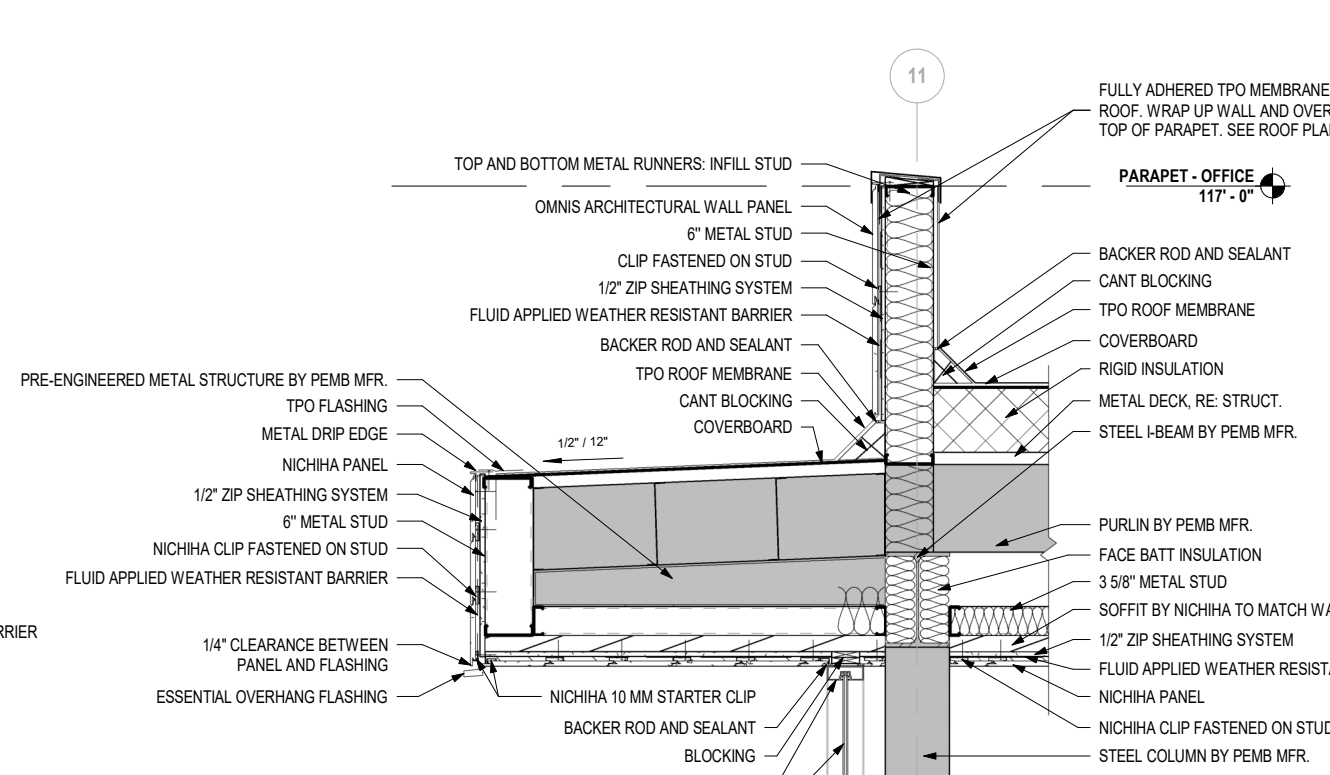 11
FULLY ADHERED TPO MEMBRANE
ROOF. WRAP UP WALL AND OVER
TOP OF PARAPET. SEE ROOF PLA
PARAPET - OFFICE
117' - 0"
TOP AND BOTTOM METAL RUNNERS: INFILL STUD
OMNIS ARCHITECTURAL WALL PANEL
6" METAL STUD
CLIP FASTENED ON STUD
1/2" ZIP SHEATHING SYSTEM
FLUID APPLIED WEATHER RESISTANT BARRIER
BACKER ROD AND SEALANT
TPO ROOF MEMBRANE
CANT BLOCKING
COVERBOARD
BACKER ROD AND SEALANT
CANT BLOCKING
TPO ROOF MEMBRANE
COVERBOARD
RIGID INSULATION
METAL DECK, RE: STRUCT.
STEEL I-BEAM BY PEMB MFR.
PRE-ENGINEERED METAL STRUCTURE BY PEMB MFR.
TPO FLASHING
METAL DRIP EDGE
NICHIHA PANEL
1/2" ZIP SHEATHING SYSTEM
6" METAL STUD
NICHIHA CLIP FASTENED ON STUD
FLUID APPLIED WEATHER RESISTANT BARRIER
1/2" / 12"
PURLIN BY PEMB MFR.
FACE BATT INSULATION
3 5/8" METAL STUD
SOFFIT BY NICHIHA TO MATCH WA
1/2" ZIP SHEATHING SYSTEM
FLUID APPLIED WEATHER RESISTA
NICHIHA PANEL
NICHIHA CLIP FASTENED ON STUD
STEEL COLUMN BY PEMB MFR.
RRIER
1/4" CLEARANCE BETWEEN
PANEL AND FLASHING
ESSENTIAL OVERHANG FLASHING
NICHIHA 10 MM STARTER CLIP
BACKER ROD AND SEALANT
BLOCKING